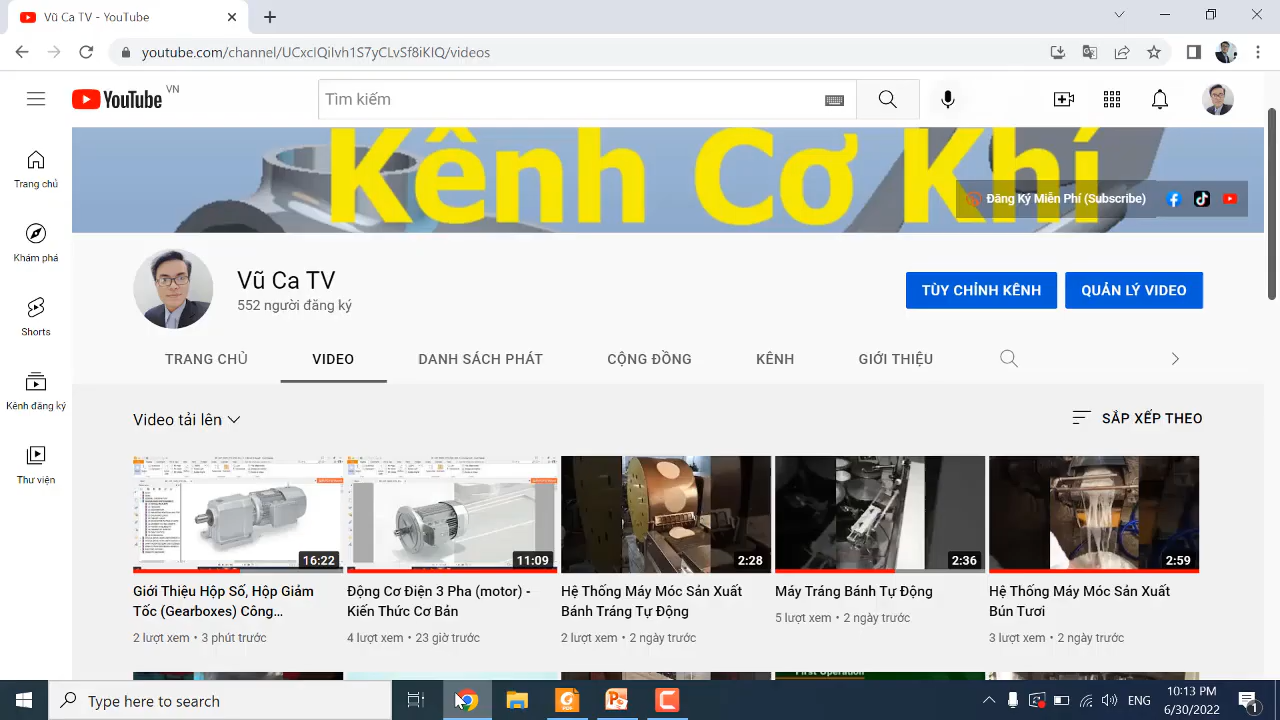 Vũ Ca TV - YouTube
youtube.com/channel/UCxclQiIvh1S7yCLvSf8iKIQ/videos
YouTube VN
Tìm kiếm
Trang chủ
Khám phá
Shorts
Kênh đăng ký
Thư viện
Kênh Cơ Khí
Đăng Ký Miễn Phí (Subscribe)
Vũ Ca TV
552 người đăng ký
TÙY CHỈNH KÊNH
QUẢN LÝ VIDEO
TRANG CHỦ VIDEO DANH SÁCH PHÁT CỘNG ĐỒNG KÊNH GIỚI THIỆU
Video tải lên
SẮP XẾP THEO
16:22
Giới Thiệu Hộp Số, Hộp Giảm
Tốc (Gearboxes) Công...
2 lượt xem • 3 phút trước
11:09
Động Cơ Điện 3 Pha (motor) -
Kiến Thức Cơ Bản
4 lượt xem • 23 giờ trước
2:28
Hệ Thống Máy Móc Sản Xuất
Bánh Tráng Tự Động
2 lượt xem • 2 ngày trước
2:36
Máy Tráng Bánh Tự Động
5 lượt xem • 2 ngày trước
2:59
Hệ Thống Máy Móc Sản Xuất
Bún Tươi
3 lượt xem • 2 ngày trước
First Operation
Type here to search
ENG
10:13 PM
6/30/2022
1